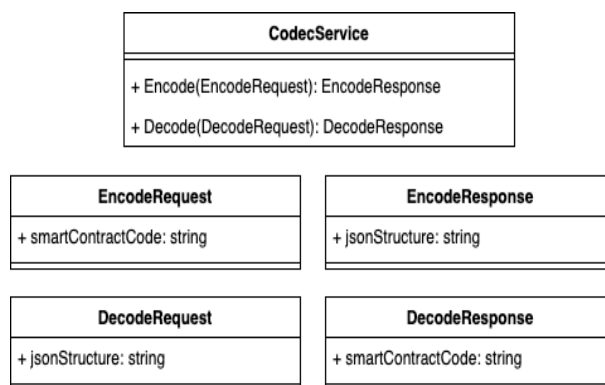 CodecService
+ Encode(EncodeRequest): EncodeResponse
+ Decode(DecodeRequest): DecodeResponse
EncodeRequest
+ smartContractCode: string
EncodeResponse
+ jsonStructure: string
DecodeRequest
+ jsonStructure: string
DecodeResponse
+ smartContractCode: string